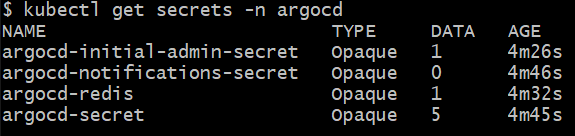 $ kubectl get secrets -n argocd
NAME                          TYPE     DATA   AGE
argocd-initial-admin-secret   Opaque   1      4m26s
argocd-notifications-secret   Opaque   0      4m46s
argocd-redis                  Opaque   1      4m32s
argocd-secret                 Opaque   5      4m45s